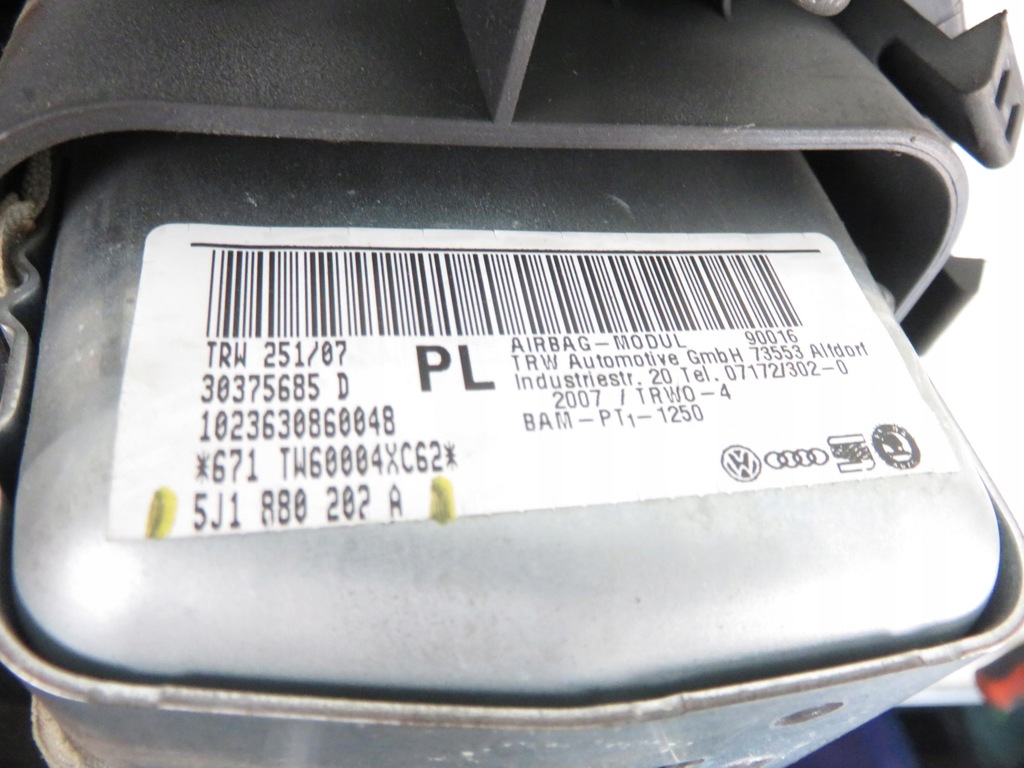 TRW 251/07
30375685 D
1023630860048
*671 TW60004XC62*
5J1 880 202 A
PL
AIRBAG-MODUL 90016
TRW Automotive GmbH 73553 Alfdorf
Industriestr. 20 Tel. 07172/302-0
2007 / TRWO-4
BAM-PT1-1250